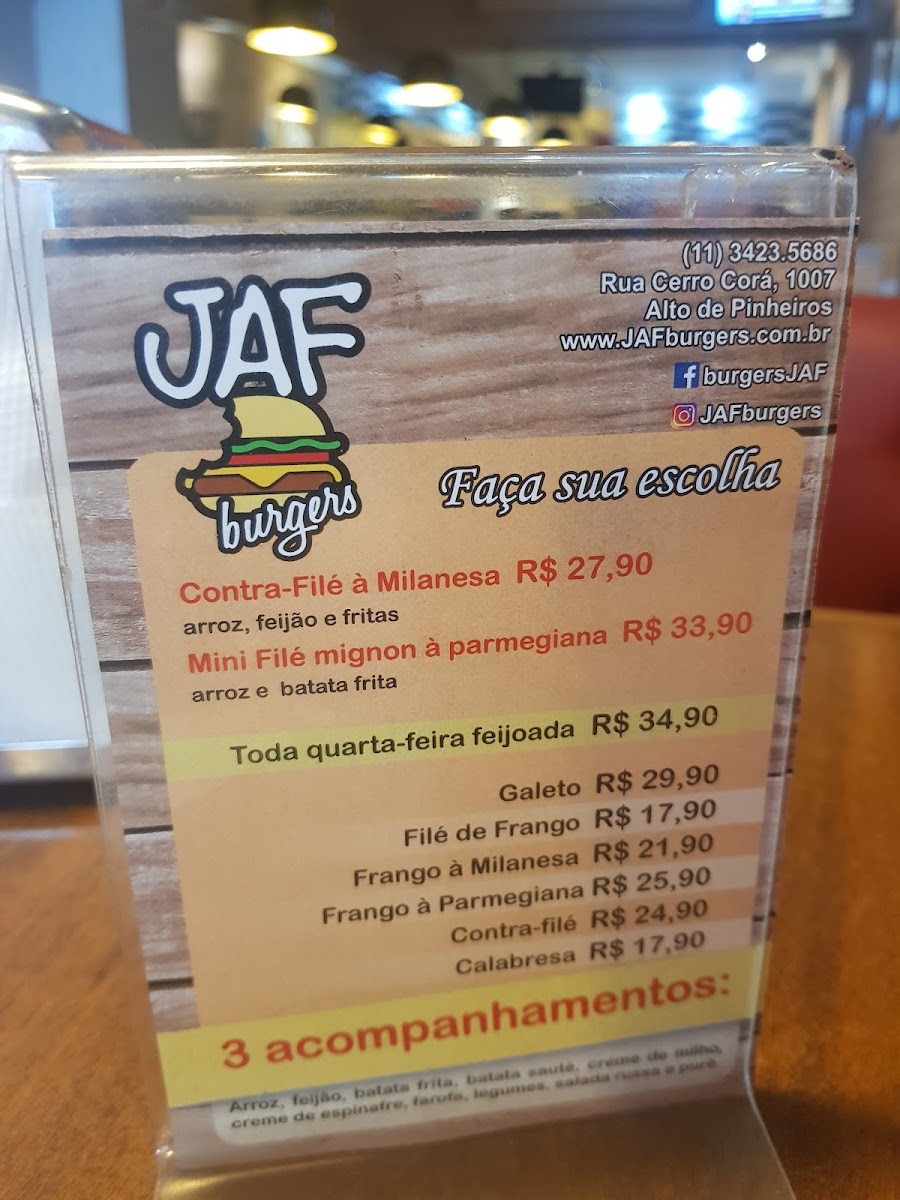 JAF
burgers
(11) 3423.5686
Rua Cerro Corá, 1007
Alto de Pinheiros
www.JAFburgers.com.br
burgersJAF
JAFburgers
Faça sua escolha
Contra-Filé à Milanesa R$ 27,90
arroz, feijão e fritas
Mini Filé mignon à parmegiana R$ 33,90
arroz e batata frita
Toda quarta-feira feijoada R$ 34,90
Galeto R$ 29,90
Filé de Frango R$ 17,90
Frango à Milanesa R$ 21,90
Frango à Parmegiana R$ 25,90
Contra-filé R$ 24,90
Calabresa R$ 17,90
3 acompanhamentos:
Arroz, feijão, batata frita, batata sautè, creme de milho,
creme de espinafre, farofa, legumes, salada russa e purê